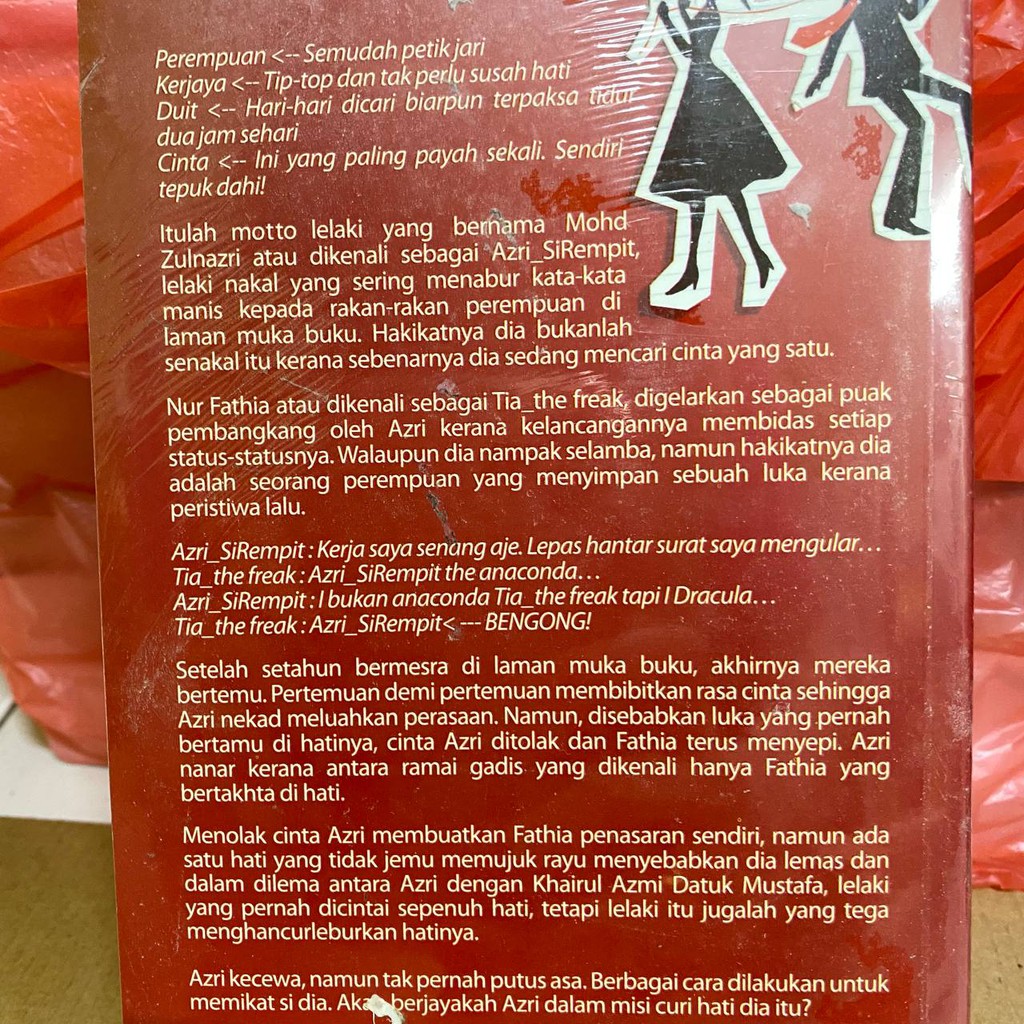 Perempuan <-- Semudah petik jari
Kerjaya <-- Tip-top dan tak perlu susah hati
Duit <-- Hari-hari dicari biarpun terpaksa tidur
dua jam sehari
Cinta <-- Ini yang paling payah sekali. Sendiri
tepuk dahi!
Itulah motto lelaki yang bernama Mohd
Zulnazri atau dikenali sebagai Azri_SiRempit,
lelaki nakal yang sering menabur kata-kata
manis kepada rakan-rakan perempuan di
laman muka buku. Hakikatnya dia bukanlah
senakal itu kerana sebenarnya dia sedang mencari cinta yang satu.
Nur Fathia atau dikenali sebagai Tia_the freak, digelarkan sebagai puak
pembangkang oleh Azri kerana kelancangannya membidas setiap
status-statusnya. Walaupun dia nampak selamba, namun hakikatnya dia
adalah seorang perempuan yang menyimpan sebuah luka kerana
peristiwa lalu.
Azri_SiRempit : Kerja saya senang aje. Lepas hantar surat saya mengular...
Tia_the freak : Azri_SiRempit the anaconda...
Azri_SiRempit : I bukan anaconda Tia_the freak tapi I Dracula...
Tia_the freak : Azri_SiRempit< --- BENGONG!
Setelah setahun bermesra di laman muka buku, akhirnya mereka
bertemu. Pertemuan demi pertemuan membibitkan rasa cinta sehingga
Azri nekad meluahkan perasaan. Namun, disebabkan luka yang pernah
bertamu di hatinya, cinta Azri ditolak dan Fathia terus menyepi. Azri
nanar kerana antara ramai gadis yang dikenali hanya Fathia yang
bertakhta di hati.
Menolak cinta Azri membuatkan Fathia penasaran sendiri, namun ada
satu hati yang tidak jemu memujuk rayu menyebabkan dia lemas dan
dalam dilema antara Azri dengan Khairul Azmi Datuk Mustafa, lelaki
yang pernah dicintai sepenuh hati, tetapi lelaki itu jugalah yang tega
menghancurleburkan hatinya.
Azri kecewa, namun tak pernah putus asa. Berbagai cara dilakukan untuk
memikat si dia. Akan berjayakah Azri dalam misi curi hati dia itu?